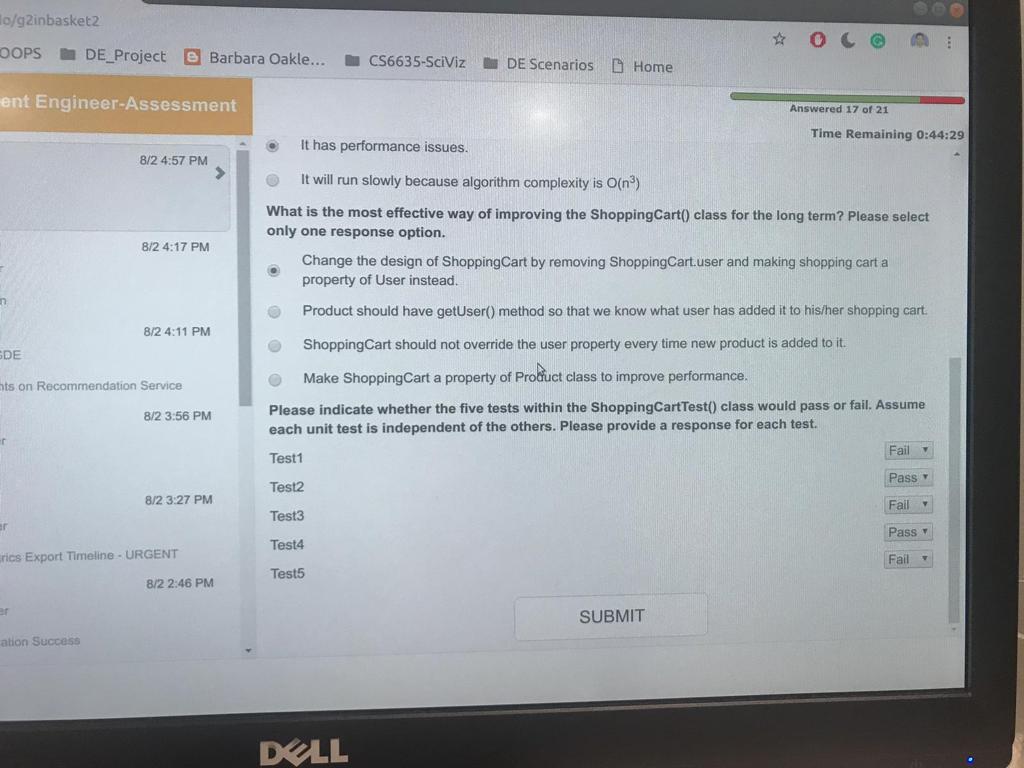 lo/g2inbasket2
OOPS DE_Project Barbara Oakle... CS6635-SciViz DE Scenarios Home
ent Engineer-Assessment
Answered 17 of 21
Time Remaining 0:44:29
8/2 4:57 PM
8/2 4:17 PM
r
n
8/2 4:11 PM
SDE
nts on Recommendation Service
8/2 3:56 PM
er
8/2 3:27 PM
er
trics Export Timeline - URGENT
8/2 2:46 PM
er
ation Success
It has performance issues.
It will run slowly because algorithm complexity is O(n³)
What is the most effective way of improving the ShoppingCart() class for the long term? Please select
only one response option.
Change the design of ShoppingCart by removing ShoppingCart.user and making shopping cart a
property of User instead.
Product should have getUser() method so that we know what user has added it to his/her shopping cart.
ShoppingCart should not override the user property every time new product is added to it.
Make ShoppingCart a property of Product class to improve performance.
Please indicate whether the five tests within the ShoppingCartTest() class would pass or fail. Assume
each unit test is independent of the others. Please provide a response for each test.
Test1 Fail
Test2 Pass
Test3 Fail
Test4 Pass
Test5 Fail
SUBMIT
DELL